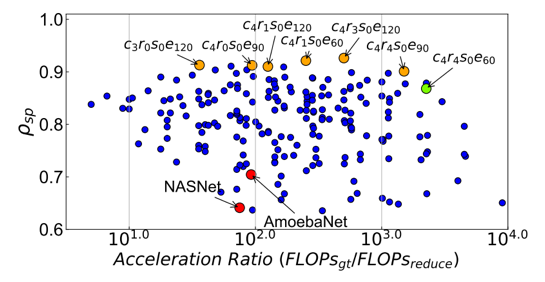 c4r1s0e120
c4r3s0e120
c3r0s0e120 c4r0s0e90 c4r1s0e60 c4r4s0e90
c4r4s0e60
NASNet
AmoebaNet
1.0
0.9
0.8
0.7
0.6
ρsp
10^1.0 10^2.0 10^3.0 10^4.0
Acceleration Ratio (FLOPsgt/FLOPsreduce)